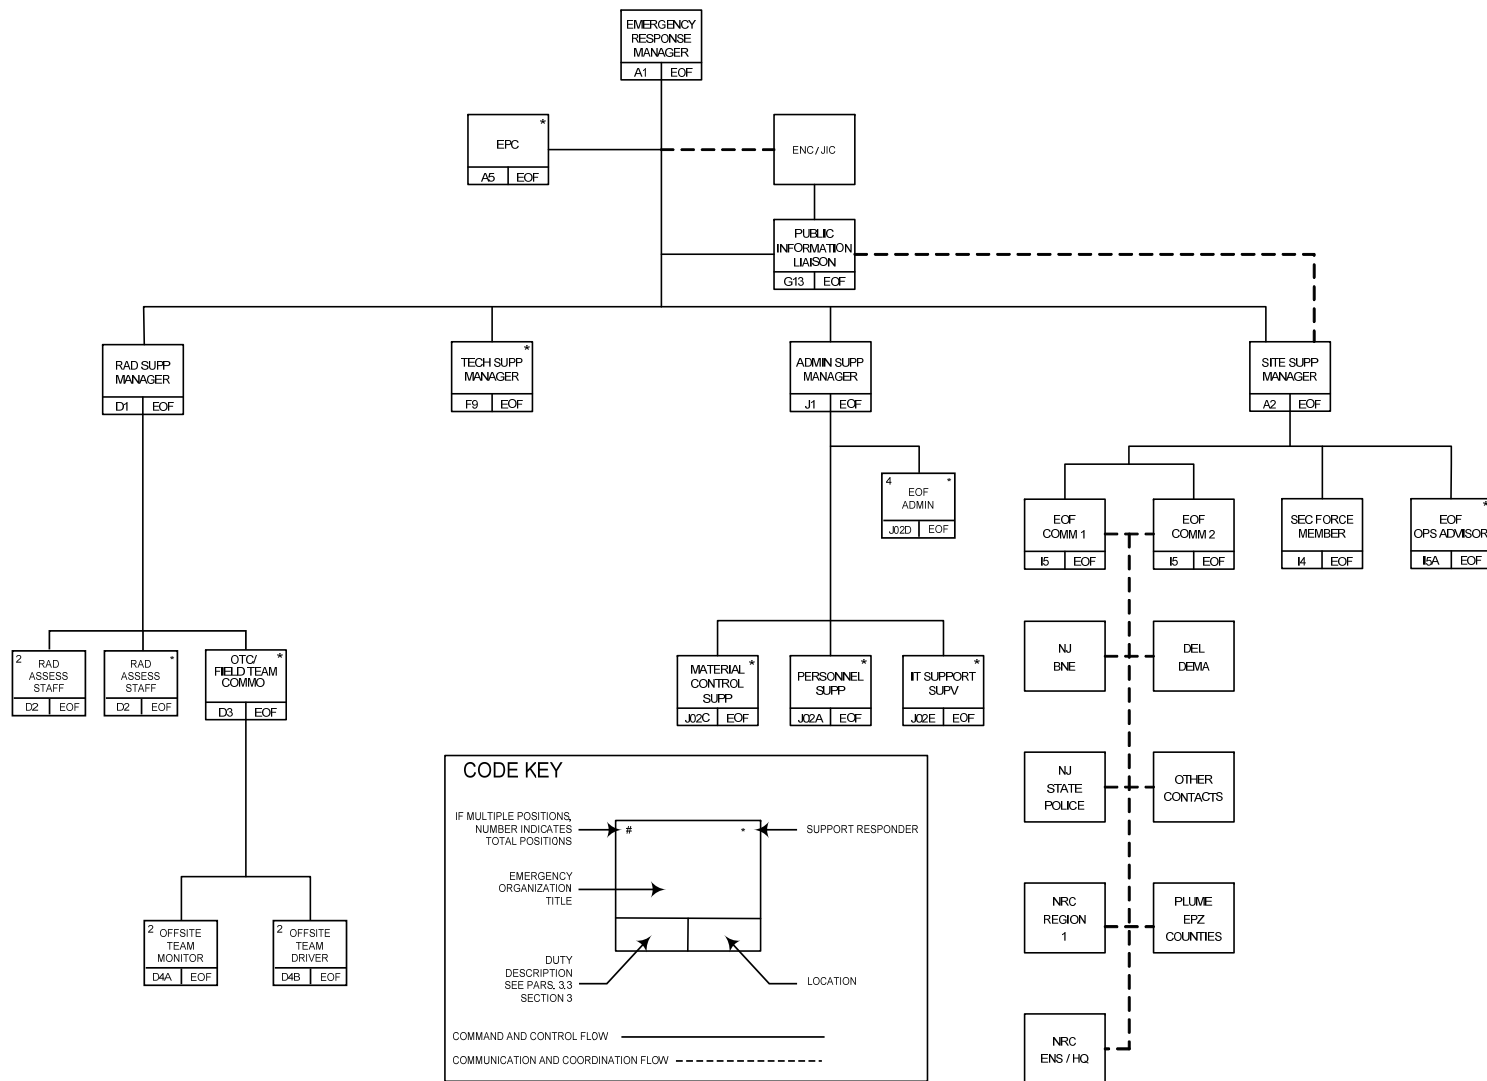 EMERGENCY
RESPONSE
MANAGER
A1 EOF
*
EPC
A5 EOF
ENC/JIC
PUBLIC
INFORMATION
LIAISON
G13 EOF
RAD SUPP
MANAGER
D1 EOF
*
TECH SUPP
MANAGER
F9 EOF
ADMIN SUPP
MANAGER
J1 EOF
SITE SUPP
MANAGER
A2 EOF
4 *
EOF
ADMIN
J02D EOF
EOF
COMM 1
I5 EOF
EOF
COMM 2
I5 EOF
SEC FORCE
MEMBER
I4 EOF
*
EOF
OPS ADVISOR
I5A EOF
2 RAD
ASSESS
STAFF
D2 EOF
*
RAD
ASSESS
STAFF
D2 EOF
*
OTC/
FIELD TEAM
COMMO
D3 EOF
*
MATERIAL
CONTROL
SUPP
J02C EOF
*
PERSONNEL
SUPP
J02A EOF
*
IT SUPPORT
SUPV
J02E EOF
NJ
BNE
DEL
DEMA
NJ
STATE
POLICE
OTHER
CONTACTS
NRC
REGION
1
PLUME
EPZ
COUNTIES
NRC
ENS / HQ
2 OFFSITE
TEAM
MONITOR
D4A EOF
2 OFFSITE
TEAM
DRIVER
D4B EOF
CODE KEY
IF MULTIPLE POSITIONS,
NUMBER INDICATES
TOTAL POSITIONS
# *
SUPPORT RESPONDER
EMERGENCY
ORGANIZATION
TITLE
DUTY
DESCRIPTION
SEE PARS. 3.3
SECTION 3
LOCATION
COMMAND AND CONTROL FLOW
COMMUNICATION AND COORDINATION FLOW